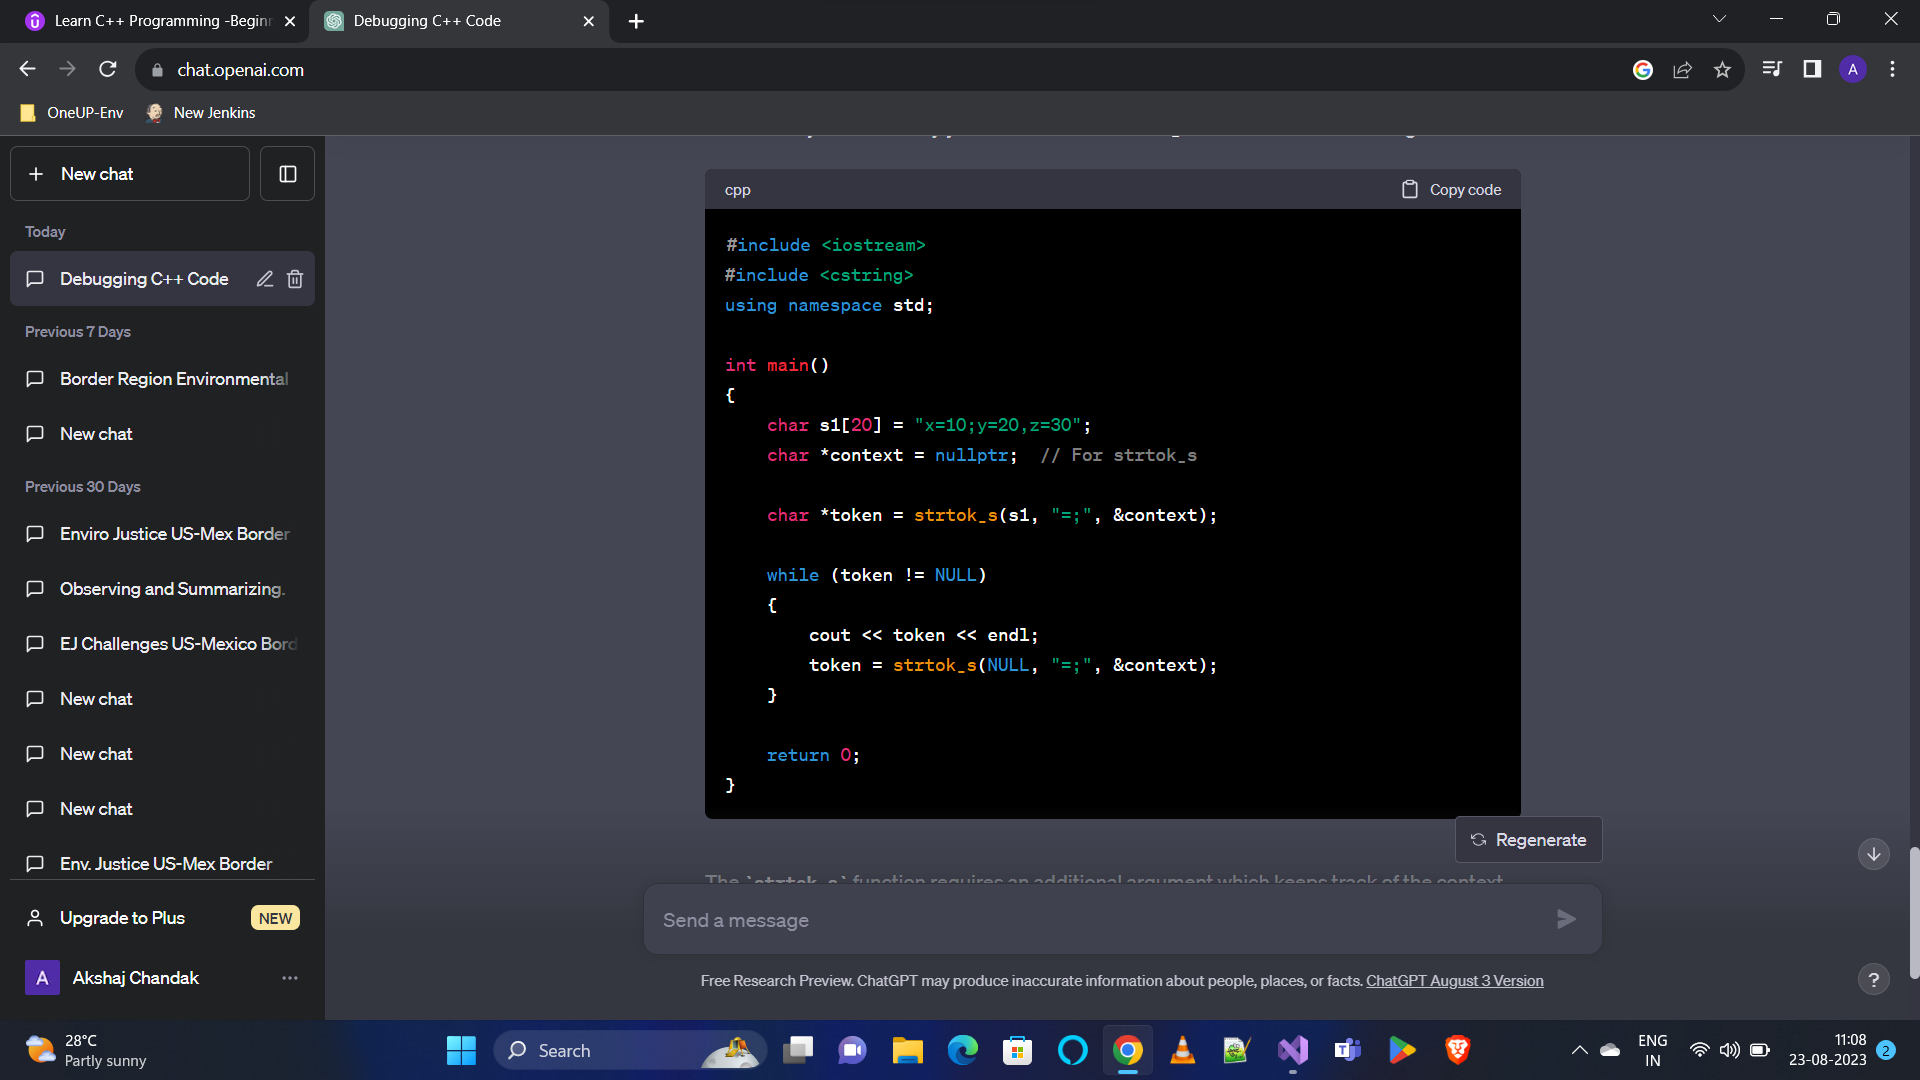 Learn C++ Programming -Begin
Debugging C++ Code
chat.openai.com
A
OneUP-Env
New Jenkins
New chat
Today
Debugging C++ Code
Previous 7 Days
Border Region Environmental
New chat
Previous 30 Days
Enviro Justice US-Mex Border
Observing and Summarizing.
EJ Challenges US-Mexico Bord
New chat
New chat
New chat
Env. Justice US-Mex Border
Upgrade to Plus
NEW
A
Akshaj Chandak
cpp
Copy code
#include <iostream>
#include <cstring>
using namespace std;
int main()
{
char s1[20] = "x=10;y=20,z=30";
char *context = nullptr;  // For strtok_s
char *token = strtok_s(s1, "=;", &context);
while (token != NULL)
{
cout << token << endl;
token = strtok_s(NULL, "=;", &context);
}
return 0;
}
Regenerate
The `strtok_s` function requires an additional argument which keeps track of the context
Send a message
Free Research Preview. ChatGPT may produce inaccurate information about people, places, or facts. ChatGPT August 3 Version
?
28°C
Partly sunny
Search
ENG
IN
11:08
23-08-2023
2